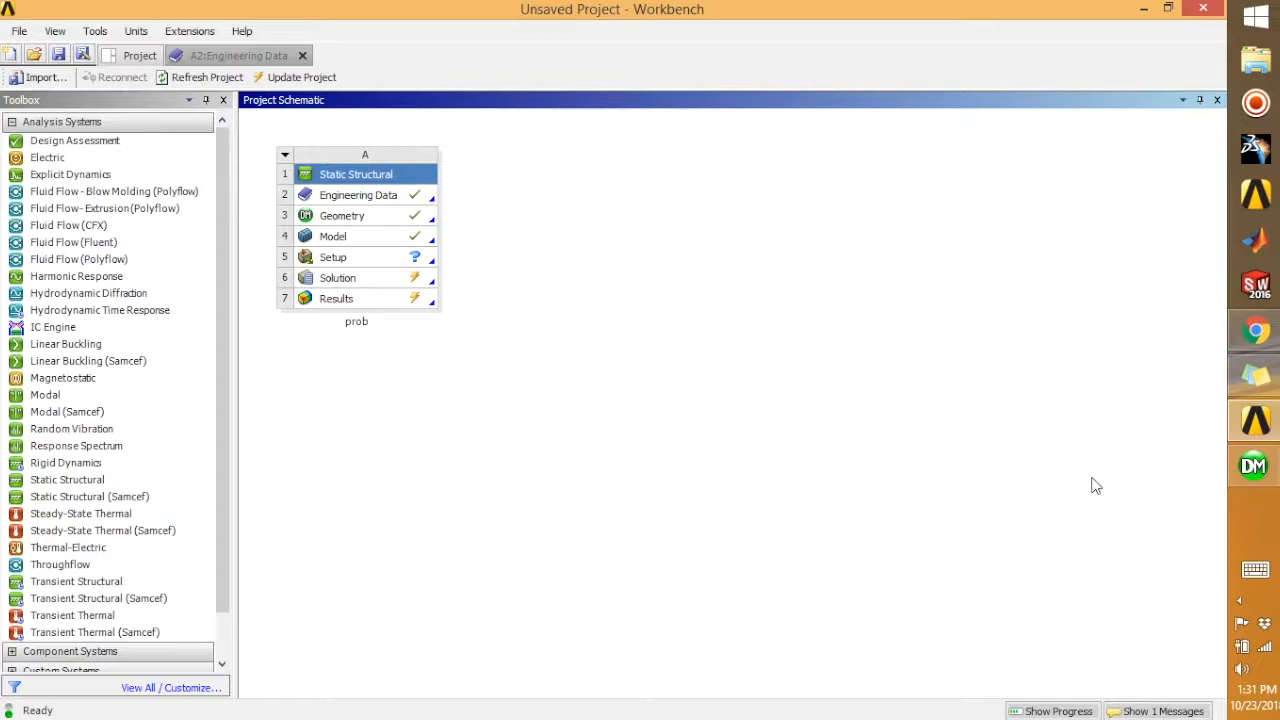 Unsaved Project - Workbench
File View Tools Units Extensions Help
Project A2:Engineering Data
Import... Reconnect Refresh Project Update Project
Toolbox
Project Schematic
Analysis Systems
Design Assessment
Electric
Explicit Dynamics
Fluid Flow - Blow Molding (Polyflow)
Fluid Flow- Extrusion (Polyflow)
Fluid Flow (CFX)
Fluid Flow (Fluent)
Fluid Flow (Polyflow)
Harmonic Response
Hydrodynamic Diffraction
Hydrodynamic Time Response
IC Engine
Linear Buckling
Linear Buckling (Samcef)
Magnetostatic
Modal
Modal (Samcef)
Random Vibration
Response Spectrum
Rigid Dynamics
Static Structural
Static Structural (Samcef)
Steady-State Thermal
Steady-State Thermal (Samcef)
Thermal-Electric
Throughflow
Transient Structural
Transient Structural (Samcef)
Transient Thermal
Transient Thermal (Samcef)
Component Systems
Custom Systems
View All / Customize...
A
1 Static Structural
2 Engineering Data
3 DM Geometry
4 Model
5 Setup ?
6 Solution
7 Results
prob
SW
2016
DM
1:31 PM
10/23/201
Ready
Show Progress
Show 1 Messages